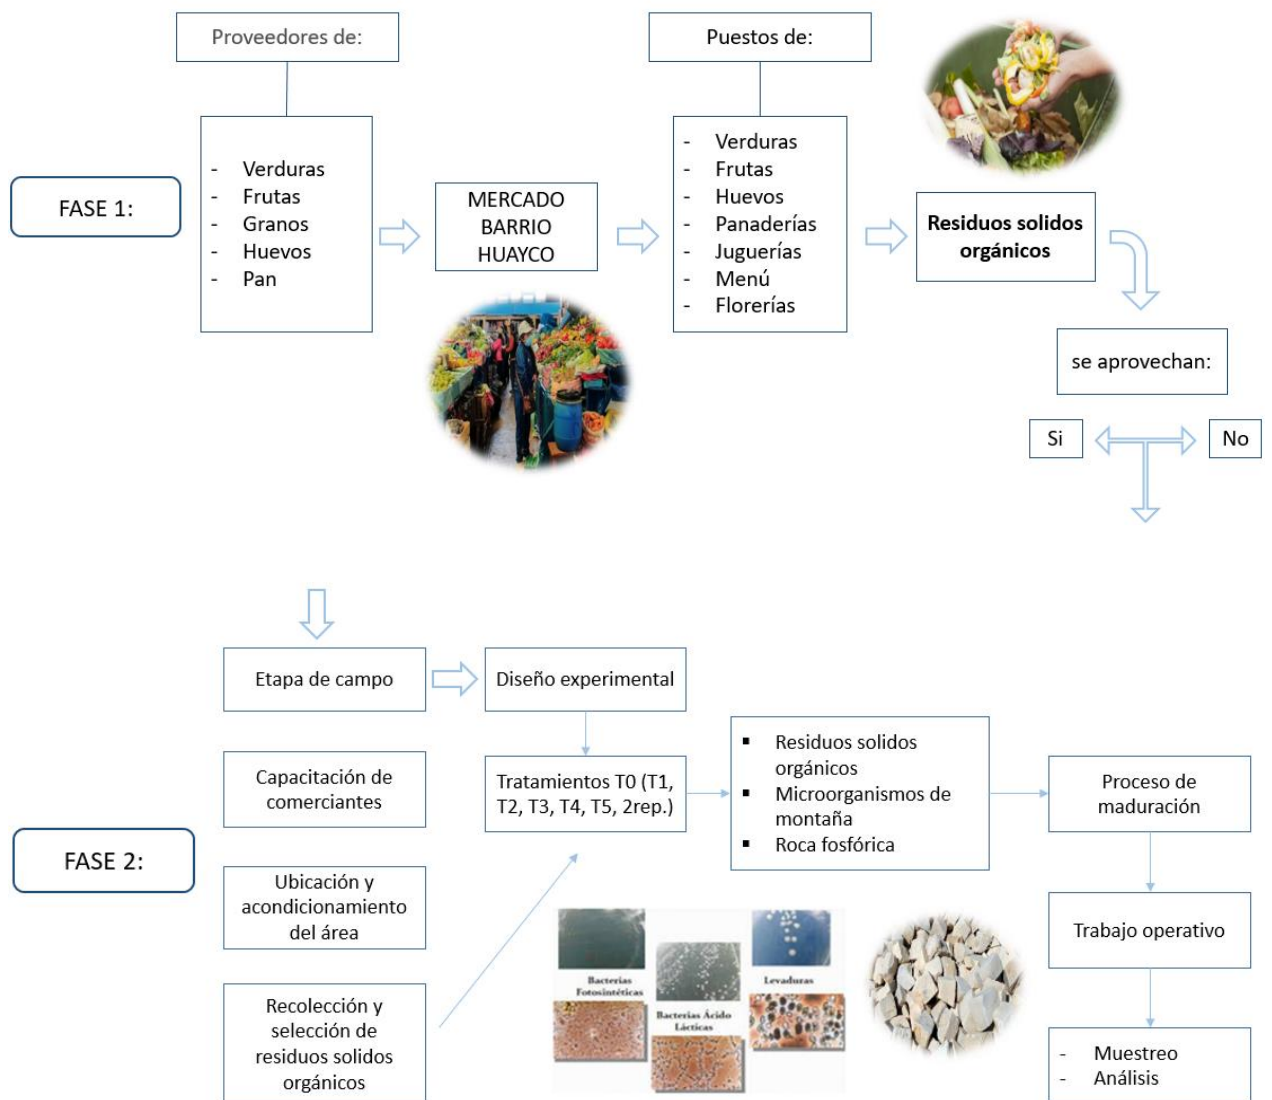 Proveedores de:
Puestos de:
FASE 1:
- Verduras
- Frutas
- Granos
- Huevos
- Pan
MERCADO
BARRIO
HUAYCO
- Verduras
- Frutas
- Huevos
- Panaderías
- Juguerías
- Menú
- Florerías
Residuos solidos
orgánicos
se aprovechan:
Si
No
FASE 2:
Etapa de campo
Diseño experimental
Capacitación de
comerciantes
Tratamientos T0 (T1,
T2, T3, T4, T5, 2rep.)
▪ Residuos solidos
orgánicos
▪ Microorganismos de
montaña
▪ Roca fosfórica
Proceso de
maduración
Ubicación y
acondicionamiento
del área
Trabajo operativo
Recolección y
selección de
residuos solidos
orgánicos
Bacterias
Fotosintéticas
Bacterias Ácido
Lácticas
Levaduras
- Muestreo
- Análisis